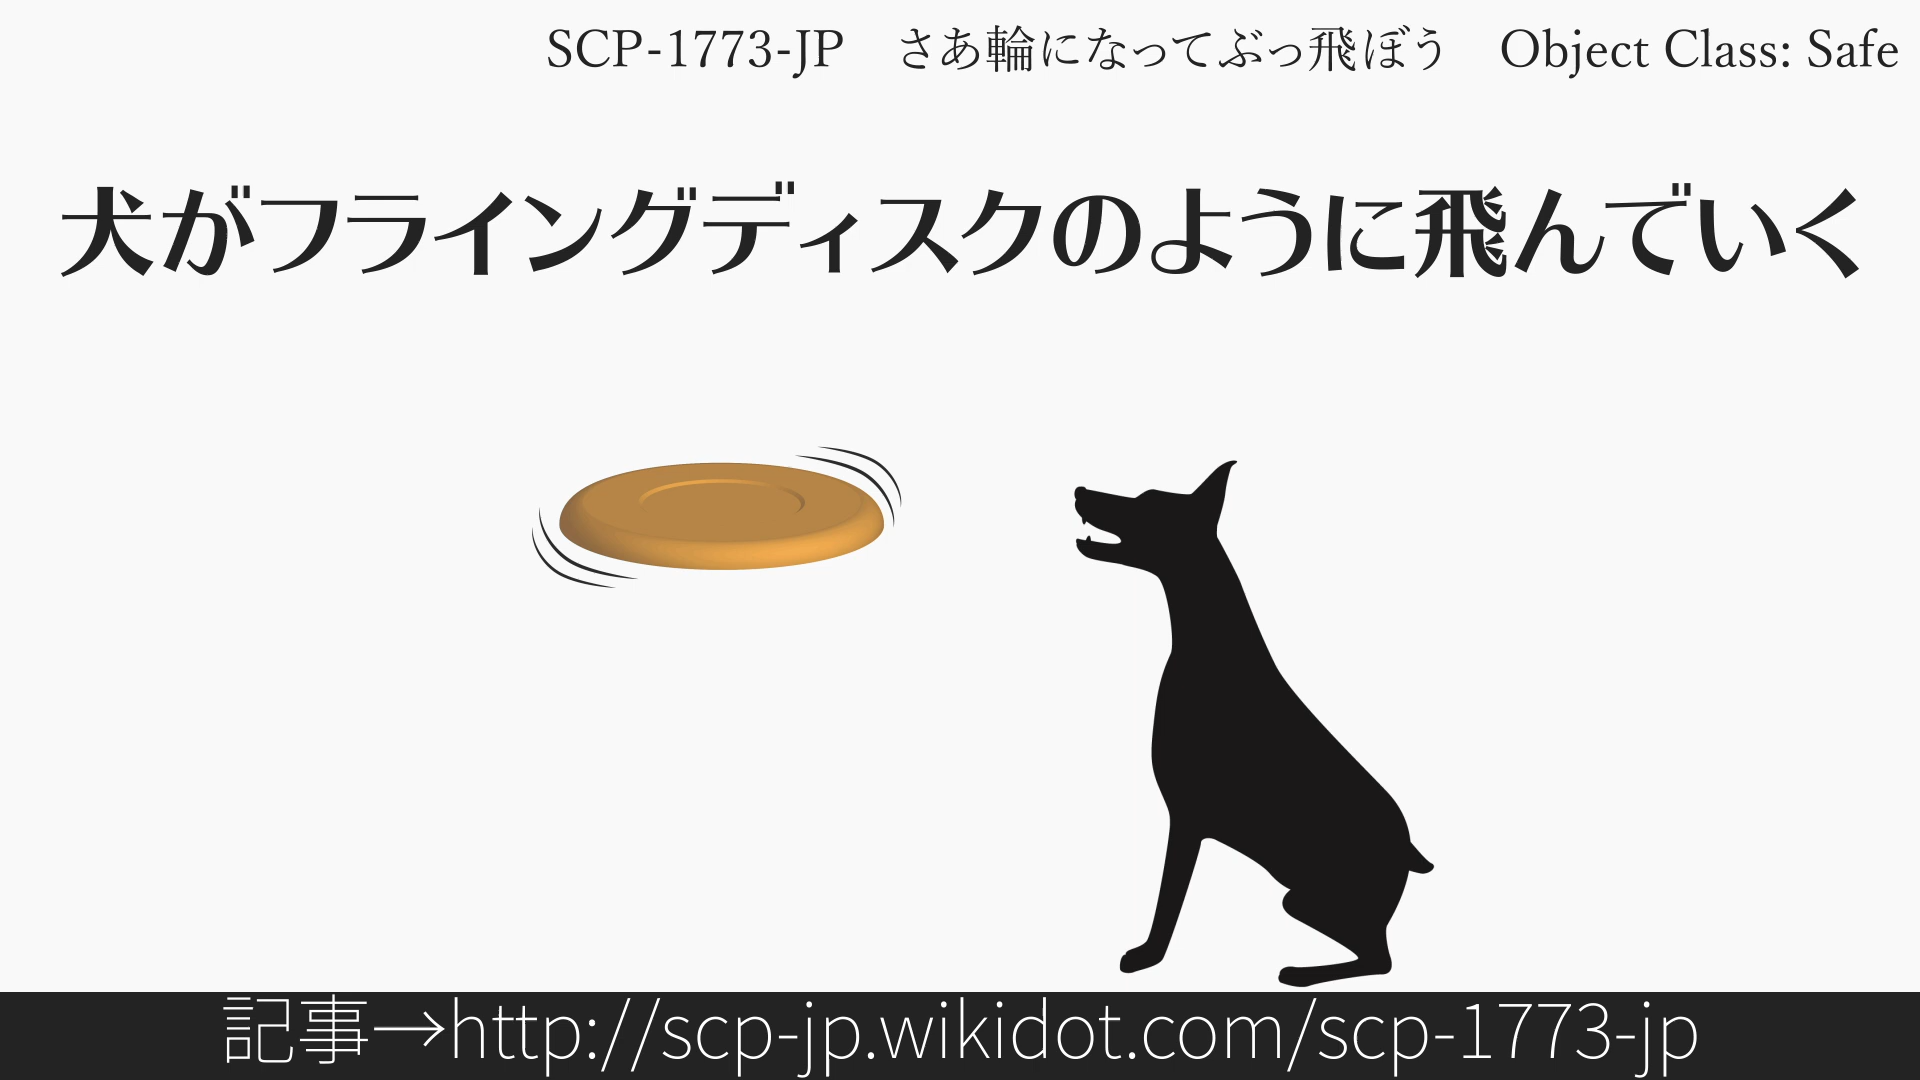 SCP-1773-JP　さあ輪になってぶっ飛ぼう　Object Class: Safe
犬がフライングディスクのように飛んでいく
記事→http://scp-jp.wikidot.com/scp-1773-jp